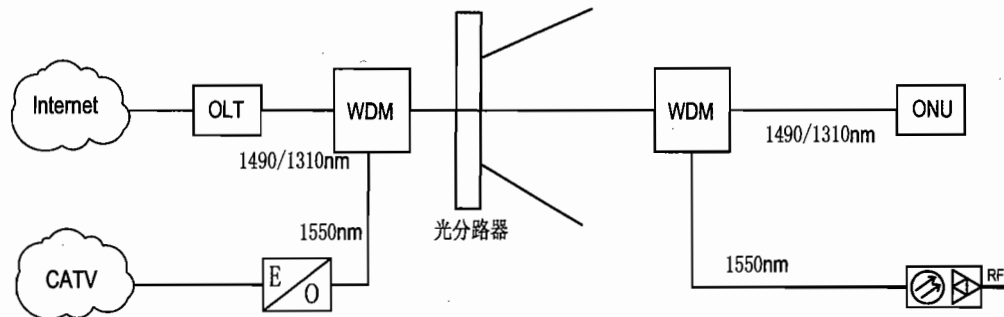 Internet
OLT
WDM
WDM
ONU
1490/1310nm
1490/1310nm
1550nm
光分路器
CATV
E
O
1550nm
RF